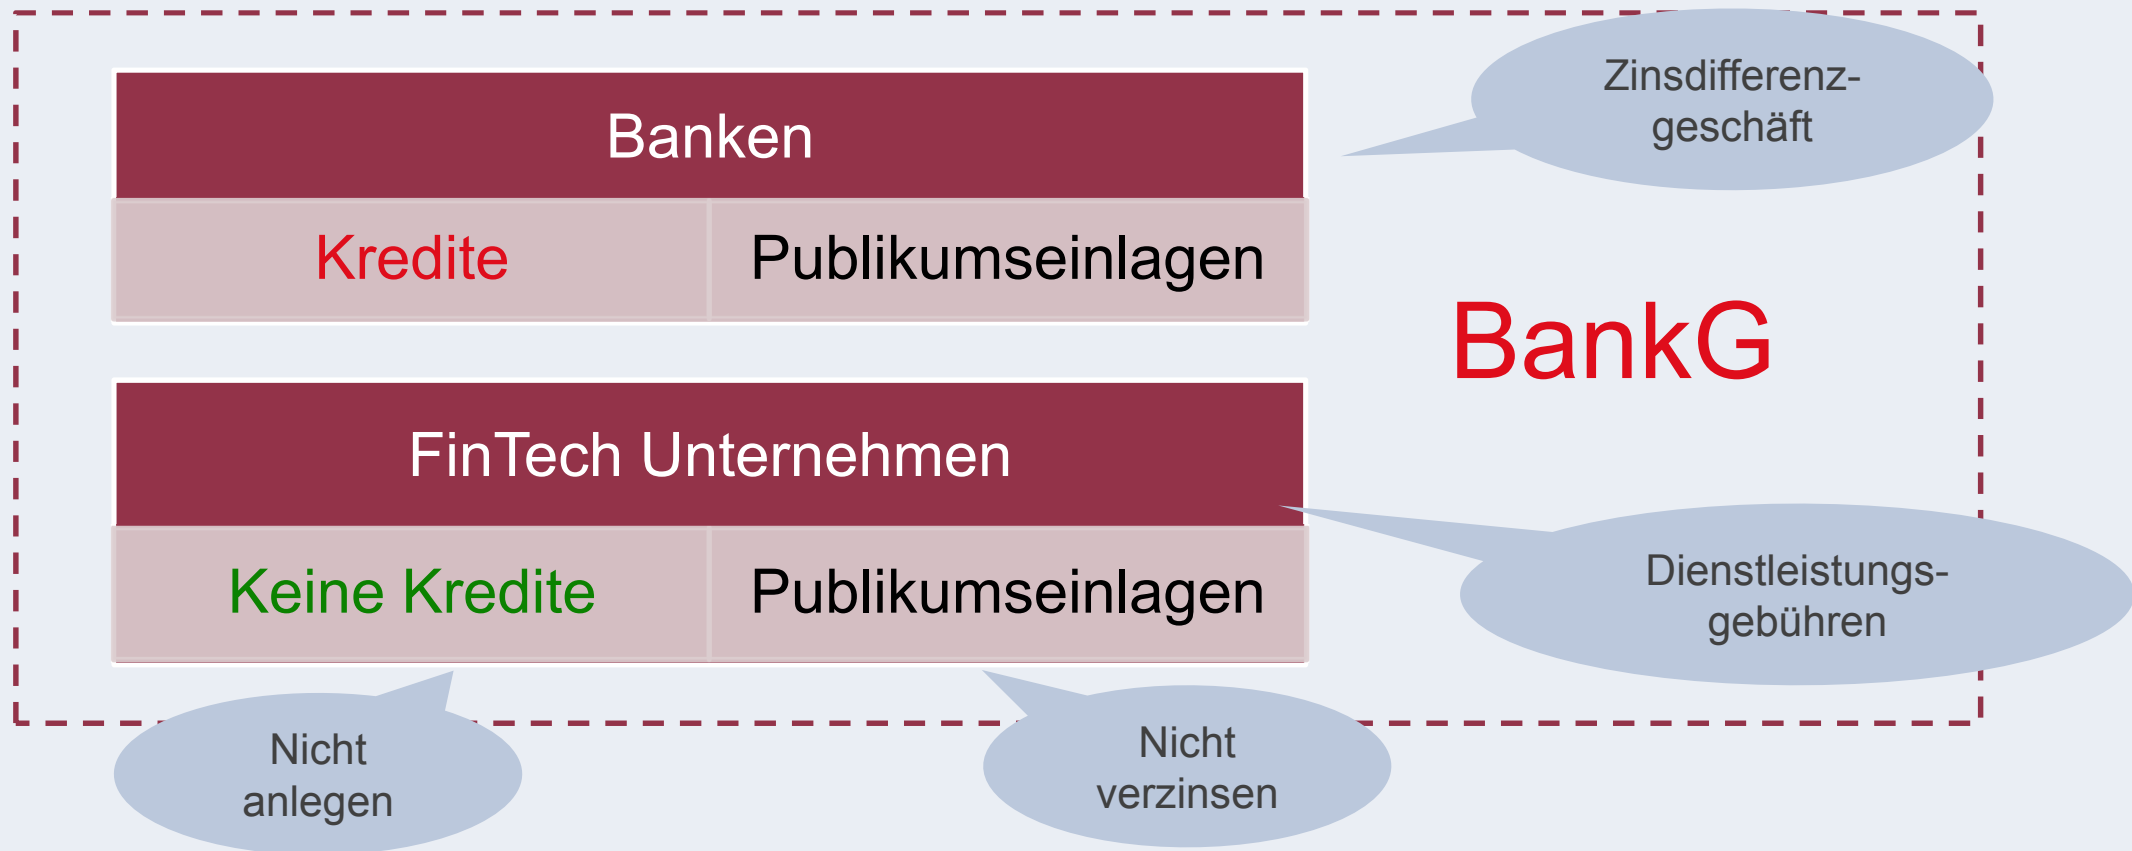 Zinsdifferenz-
geschäft
Banken
Kredite
Publikumseinlagen
BankG
FinTech Unternehmen
Keine Kredite
Publikumseinlagen
Dienstleistungs-
gebühren
Nicht
anlegen
Nicht
verzinsen